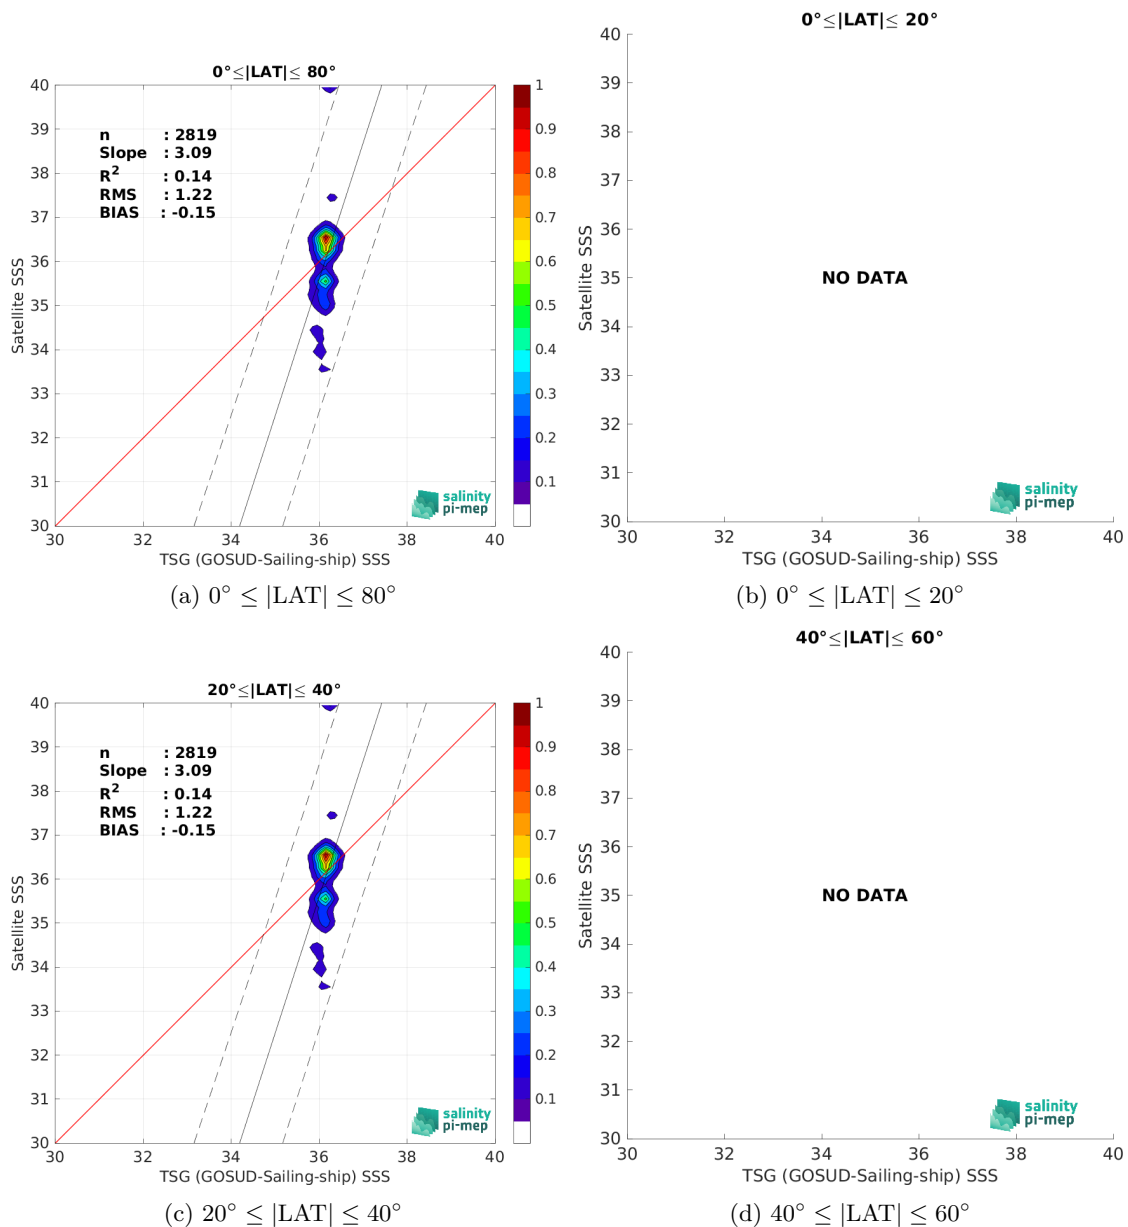 0°≤|LAT|≤ 80°
40
39
38
37
36
35
34
33
32
31
30
Satellite SSS
n : 2819
Slope : 3.09
R² : 0.14
RMS : 1.22
BIAS : -0.15
salinity
pi-mep
30 32 34 36 38 40
TSG (GOSUD-Sailing-ship) SSS
1
0.9
0.8
0.7
0.6
0.5
0.4
0.3
0.2
0.1
(a) 0° ≤ |LAT| ≤ 80°
0°≤|LAT|≤ 20°
40
39
38
37
36
35
34
33
32
31
30
Satellite SSS
NO DATA
salinity
pi-mep
30 32 34 36 38 40
TSG (GOSUD-Sailing-ship) SSS
(b) 0° ≤ |LAT| ≤ 20°
20°≤|LAT|≤ 40°
40
39
38
37
36
35
34
33
32
31
30
Satellite SSS
n : 2819
Slope : 3.09
R² : 0.14
RMS : 1.22
BIAS : -0.15
salinity
pi-mep
30 32 34 36 38 40
TSG (GOSUD-Sailing-ship) SSS
1
0.9
0.8
0.7
0.6
0.5
0.4
0.3
0.2
0.1
(c) 20° ≤ |LAT| ≤ 40°
40°≤|LAT|≤ 60°
40
39
38
37
36
35
34
33
32
31
30
Satellite SSS
NO DATA
salinity
pi-mep
30 32 34 36 38 40
TSG (GOSUD-Sailing-ship) SSS
(d) 40° ≤ |LAT| ≤ 60°